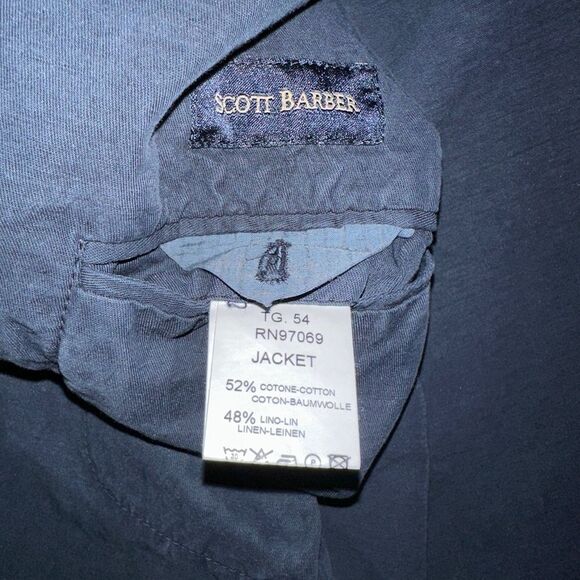 SCOTT BARBER
TG. 54
RN97069
JACKET
52% COTONE-COTTON
COTON-BAUMWOLLE
48% LINO-LIN
LINEN-LEINEN
P